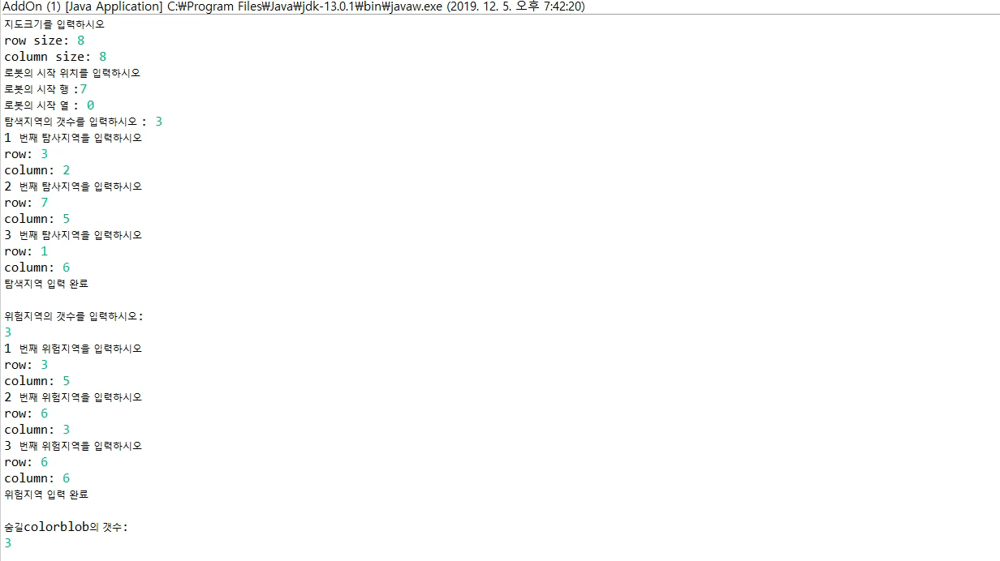 AddOn (1) [Java Application] C:₩Program Files₩Java₩jdk-13.0.1₩bin₩javaw.exe (2019. 12. 5. 오후 7:42:20)
지도크기를 입력하시오
row size: 8
column size: 8
로봇의 시작 위치를 입력하시오
로봇의 시작 행 :7
로봇의 시작 열 : 0
탐색지역의 갯수를 입력하시오 : 3
1 번째 탐사지역을 입력하시오
row: 3
column: 2
2 번째 탐사지역을 입력하시오
row: 7
column: 5
3 번째 탐사지역을 입력하시오
row: 1
column: 6
탐색지역 입력 완료
위험지역의 갯수를 입력하시오:
3
1 번째 위험지역을 입력하시오
row: 3
column: 5
2 번째 위험지역을 입력하시오
row: 6
column: 3
3 번째 위험지역을 입력하시오
row: 6
column: 6
위험지역 입력 완료
숨길colorblob의 갯수:
3